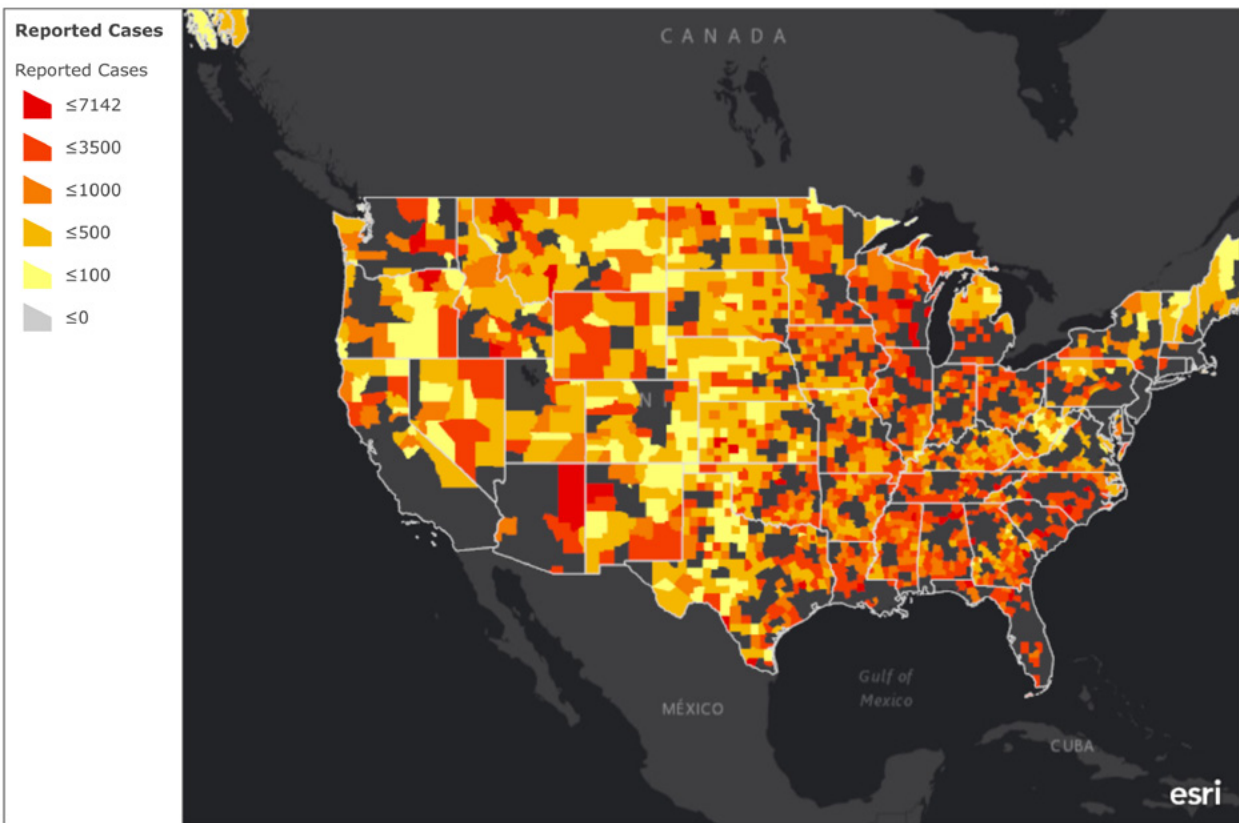 Reported Cases
Reported Cases
≤7142
≤3500
≤1000
≤500
≤100
≤0
CANADA
Gulf of
Mexico
MÉXICO
CUBA
esri